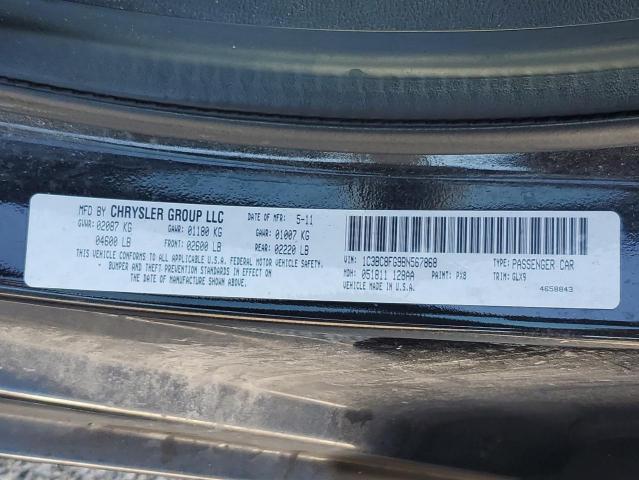 MFD BY CHRYSLER GROUP LLC DATE OF MFR 5-11
GVWR: 02087 KG GAWR 01180 KG GAWR 01007 KG
04600 LB FRONT: 02600 LB REAR: 02220 LB
THIS VEHICLE CONFORMS TO ALL APPLICABLE U.S.A. FEDERAL MOTOR VEHICLE SAFETY,
BUMPER AND THEFT PREVENTION STANDARDS IN EFFECT ON
THE DATE OF MANUFACTURE SHOWN ABOVE.
VIN: 1C3BC8FG9BN567868 TYPE: PASSENGER CAR
MDH: 051811 128AA PAINT: PX8 TRIM: GLX9
VEHICLE MADE IN U.S.A. 4658843